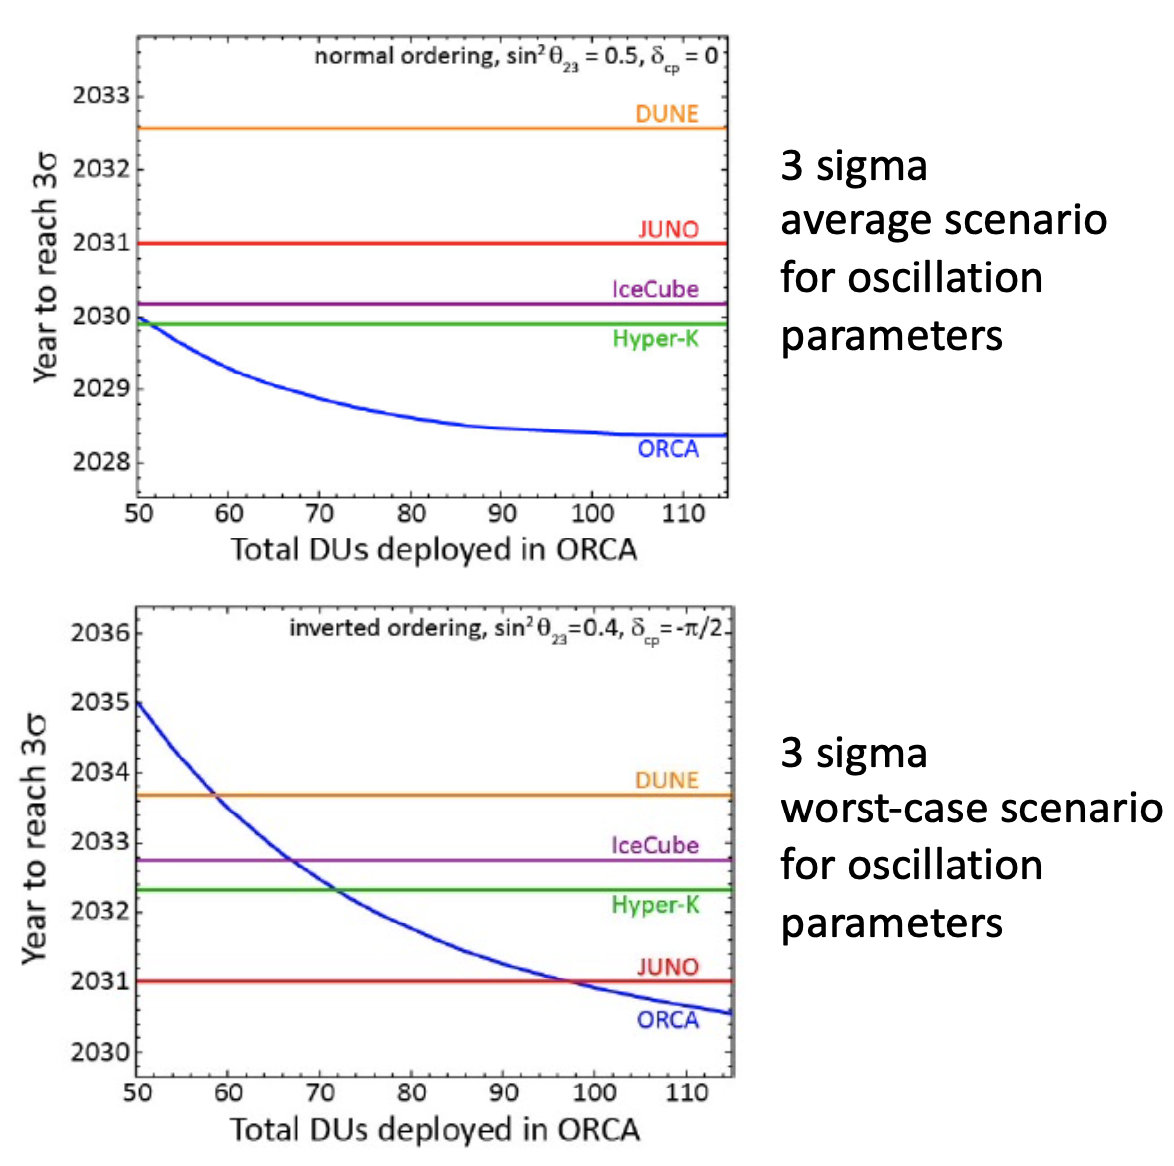 normal ordering, sin²θ₂₃ = 0.5, δcp = 0
2033
2032
2031
2030
2029
2028
Year to reach 3σ
DUNE
JUNO
IceCube
Hyper-K
ORCA
50 60 70 80 90 100 110
Total DUs deployed in ORCA
3 sigma
average scenario
for oscillation
parameters
inverted ordering, sin²θ₂₃=0.4, δcp=-π/2
2036
2035
2034
2033
2032
2031
2030
Year to reach 3σ
DUNE
IceCube
Hyper-K
JUNO
ORCA
50 60 70 80 90 100 110
Total DUs deployed in ORCA
3 sigma
worst-case scenario
for oscillation
parameters